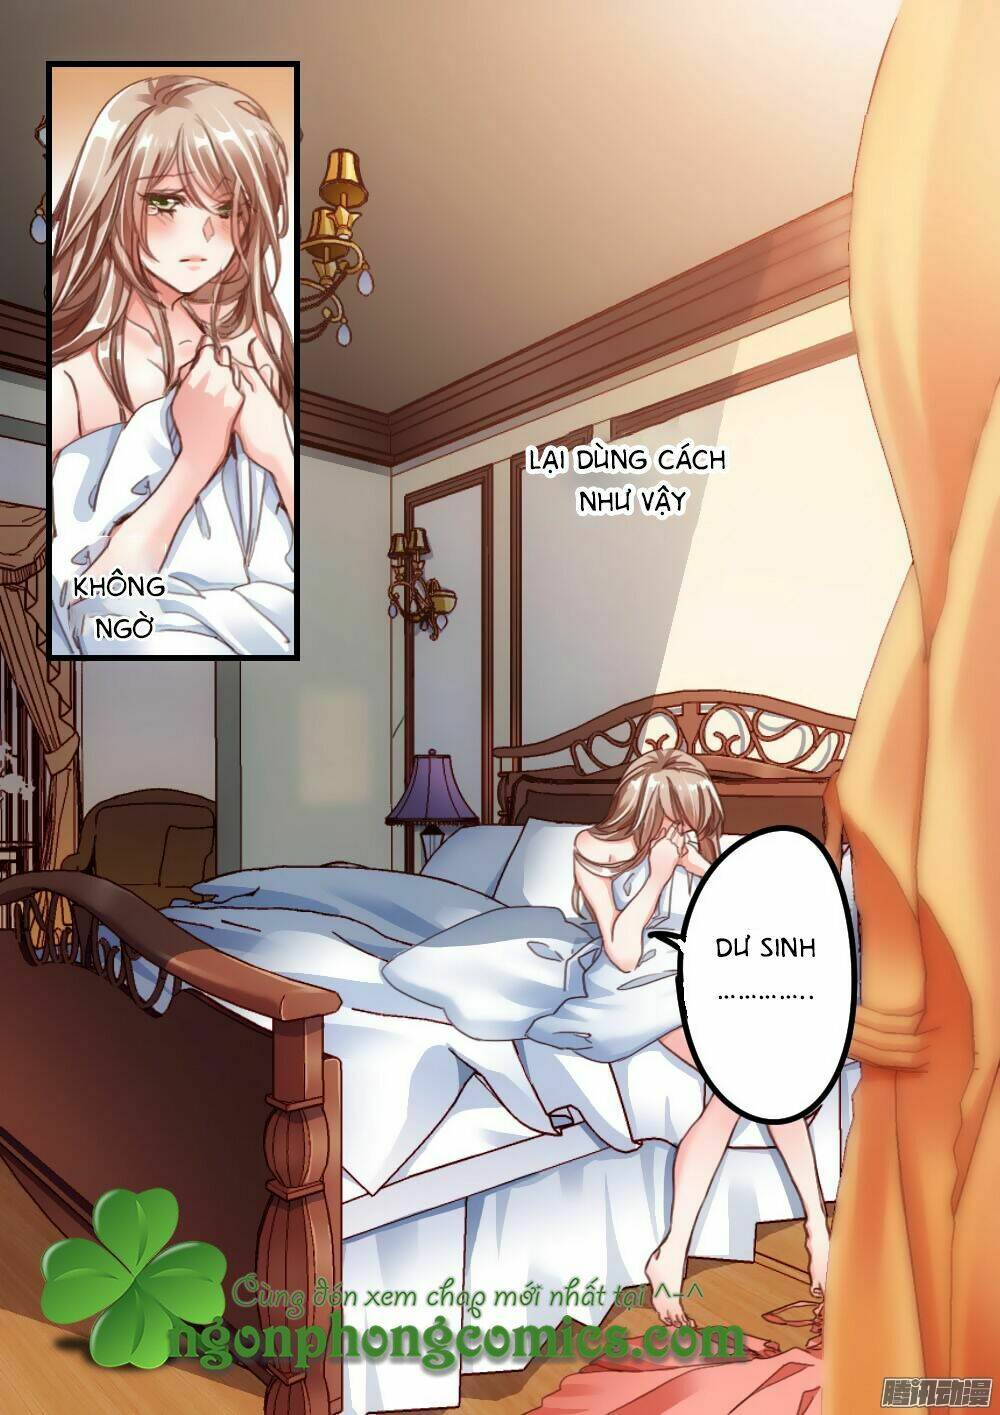 KHÔNG
NGỜ
LẠI DÙNG CÁCH
NHƯ VẬY
DƯ SINH
..............
Cùng đón xem chap mới nhất tại ^-^
ngonphongcomics.com
腾讯动漫